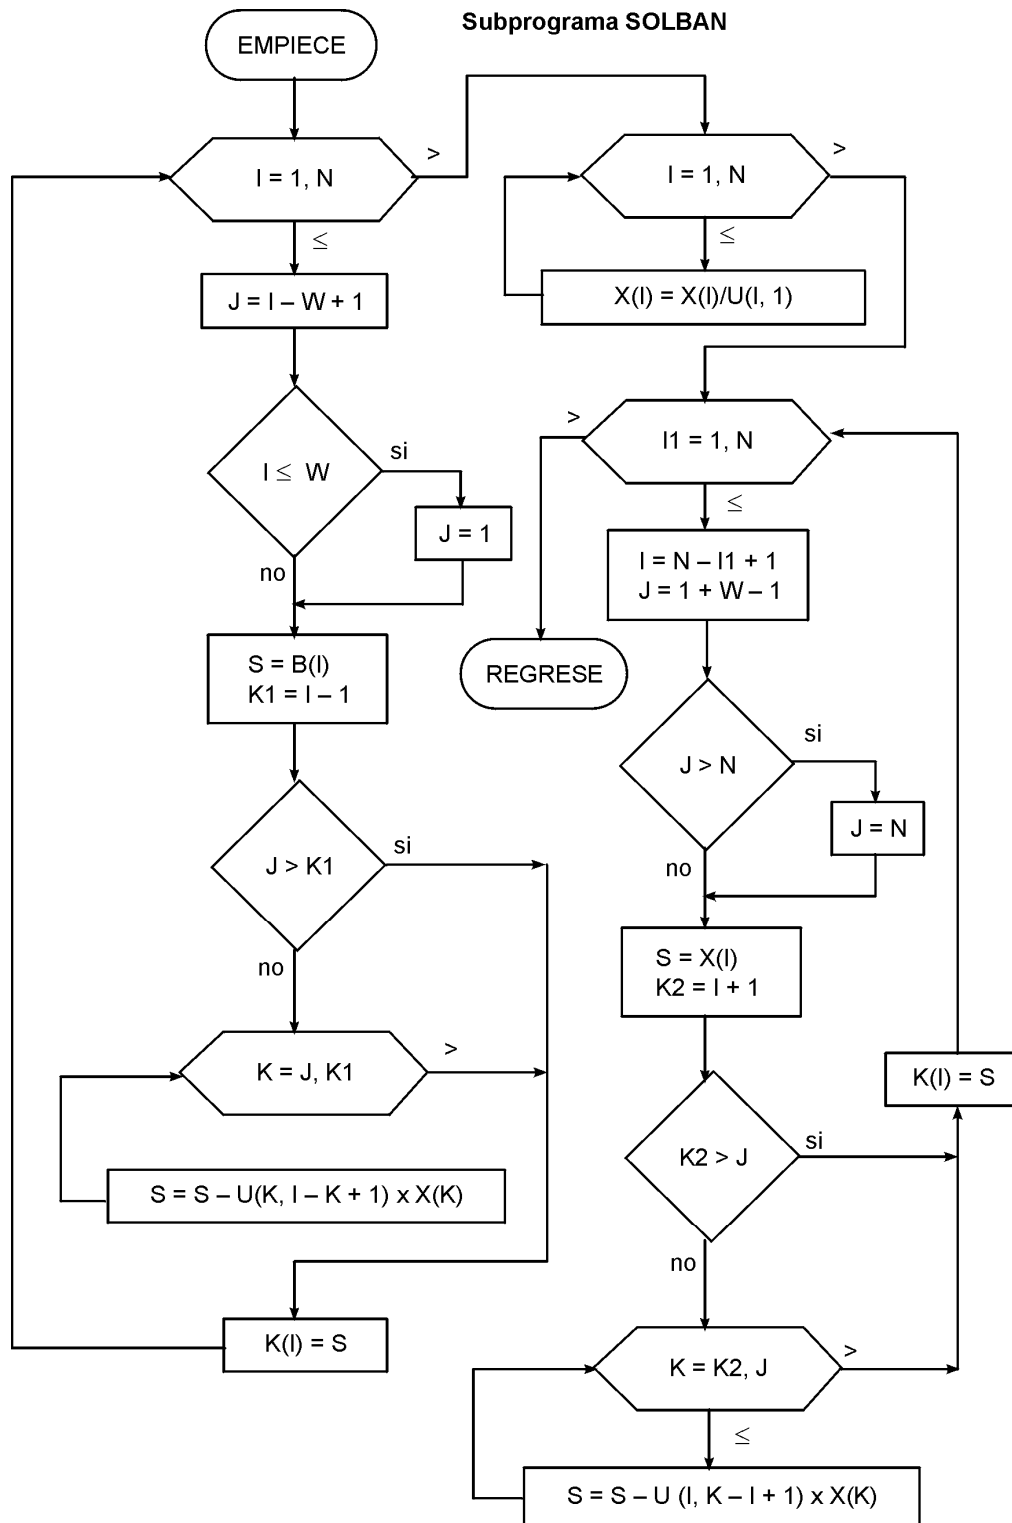 Subprograma SOLBAN
EMPIECE
I = 1, N
>
≤
J = I – W + 1
I ≤ W
si
J = 1
no
S = B(I)
K1 = I – 1
J > K1
si
no
K = J, K1
>
S = S – U(K, I – K + 1) x X(K)
K(I) = S
I = 1, N
>
≤
X(I) = X(I)/U(I, 1)
>
I1 = 1, N
≤
I = N – I1 + 1
J = 1 + W – 1
REGRESE
J > N
si
J = N
no
S = X(I)
K2 = I + 1
K(I) = S
K2 > J
si
no
K = K2, J
>
≤
S = S – U (I, K – I + 1) x X(K)